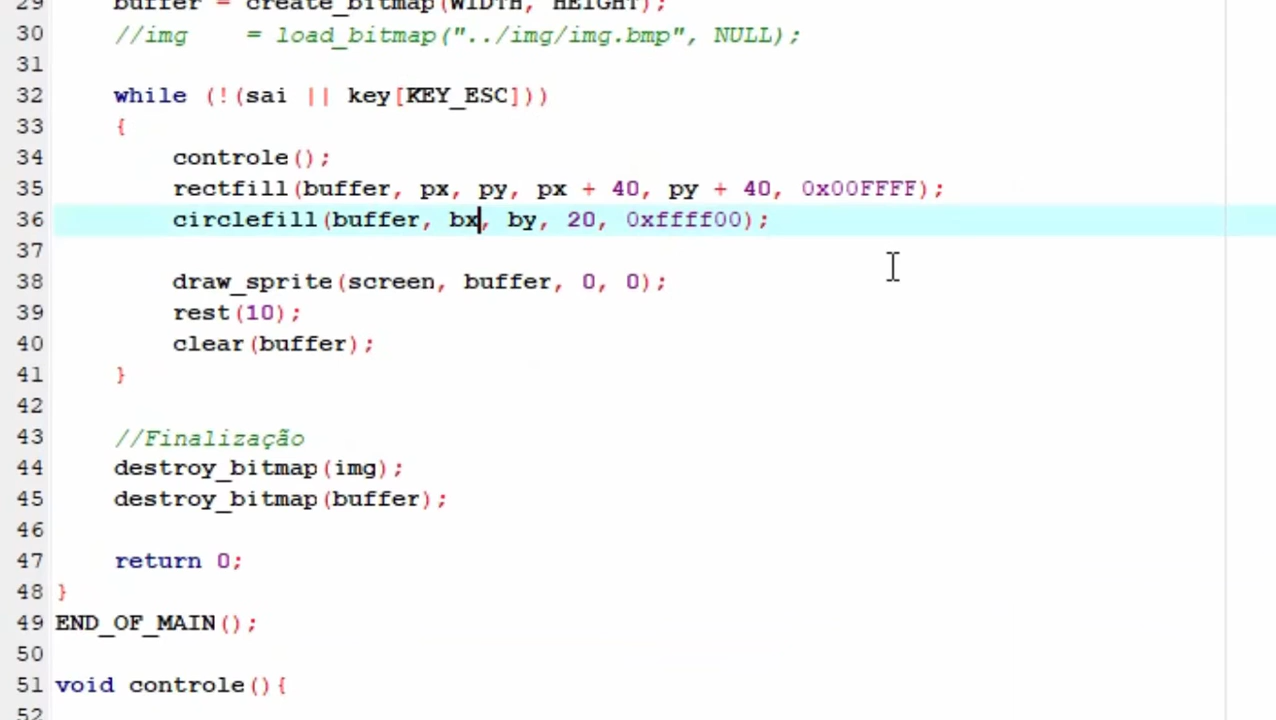 29 buffer = create_bitmap(WIDTH, HEIGHT);
30 //img = load_bitmap("../img/img.bmp", NULL);
31
32 while (!(sai || key[KEY_ESC]))
33 {
34 controle();
35 rectfill(buffer, px, py, px + 40, py + 40, 0x00FFFF);
36 circlefill(buffer, bx, by, 20, 0xffff00);
37
38 draw_sprite(screen, buffer, 0, 0);
39 rest(10);
40 clear(buffer);
41 }
42
43 //Finalização
44 destroy_bitmap(img);
45 destroy_bitmap(buffer);
46
47 return 0;
48 }
49 END_OF_MAIN();
50
51 void controle(){
52